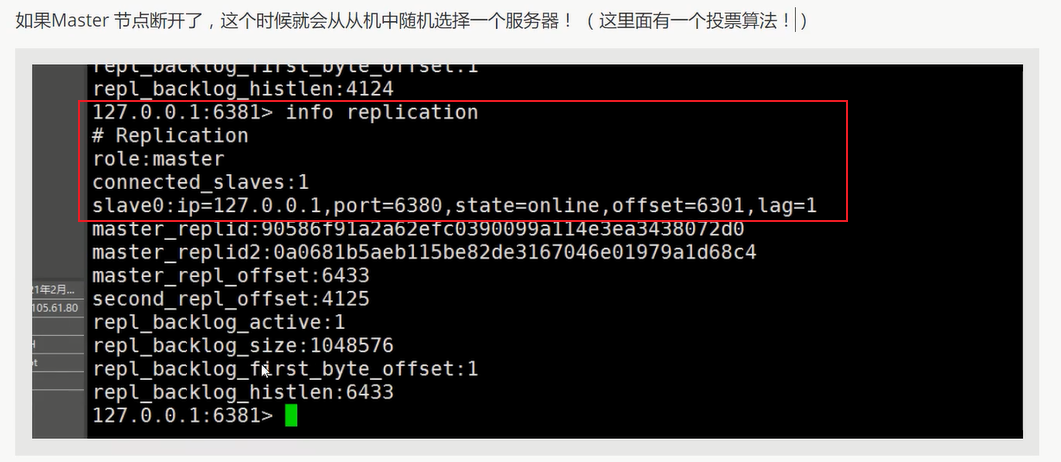 如果Master 节点断开了，这个时候就会从从机中随机选择一个服务器！（这里面有一个投票算法！）
repl_backlog_first_byte_offset:1
repl_backlog_histlen:4124
127.0.0.1:6381> info replication
# Replication
role:master
connected_slaves:1
slave0:ip=127.0.0.1,port=6380,state=online,offset=6301,lag=1
master_replid:90586f91a2a62efc0390099a114e3ea3438072d0
master_replid2:0a0681b5aeb115be82de3167046e01979a1d68c4
master_repl_offset:6433
second_repl_offset:4125
repl_backlog_active:1
repl_backlog_size:1048576
repl_backlog_first_byte_offset:1
repl_backlog_histlen:6433
127.0.0.1:6381>
21年2月...
105.61.80